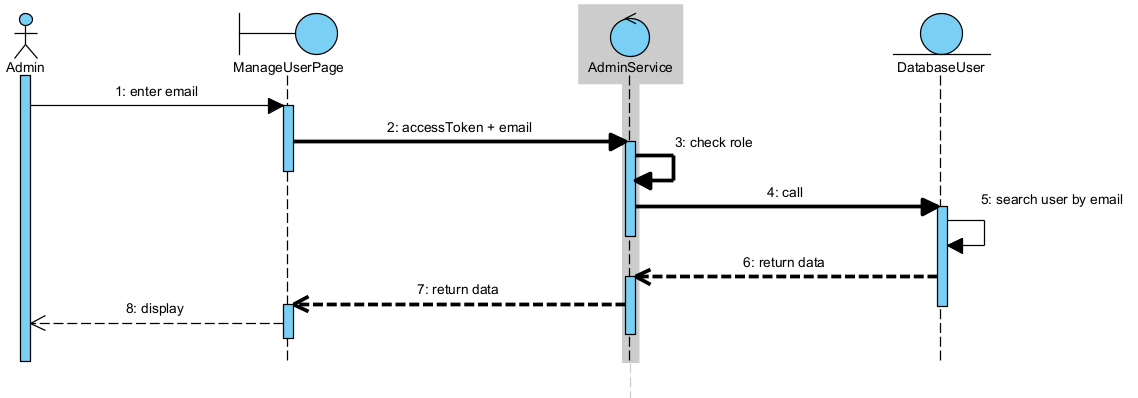 Admin
ManageUserPage
AdminService
DatabaseUser
1: enter email
2: accessToken + email
3: check role
4: call
5: search user by email
6: return data
7: return data
8: display